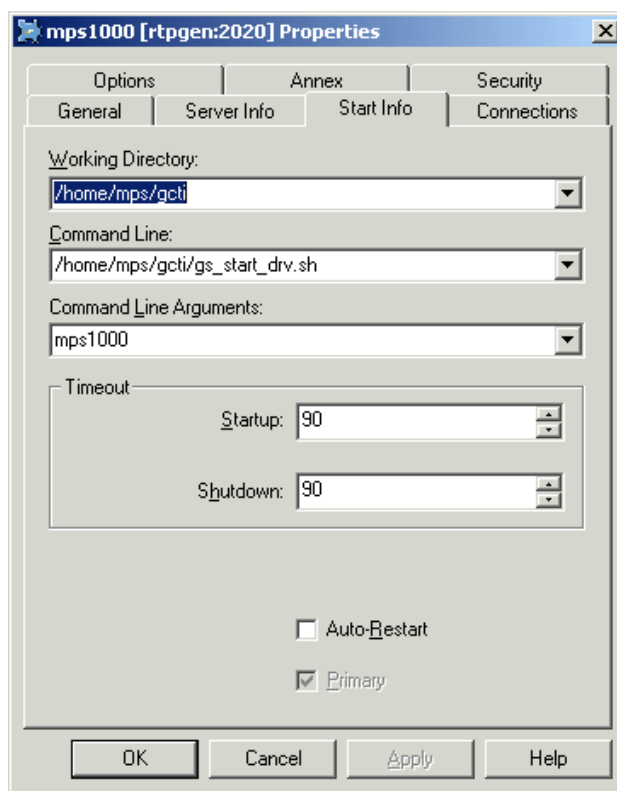 mps1000 [rtpgen:2020] Properties
Options Annex Security
General Server Info Start Info Connections
Working Directory:
/home/mps/gcti
Command Line:
/home/mps/gcti/gs_start_drv.sh
Command Line Arguments:
mps1000
Timeout
Startup: 90
Shutdown: 90
Auto-Restart
Primary
OK Cancel Apply Help